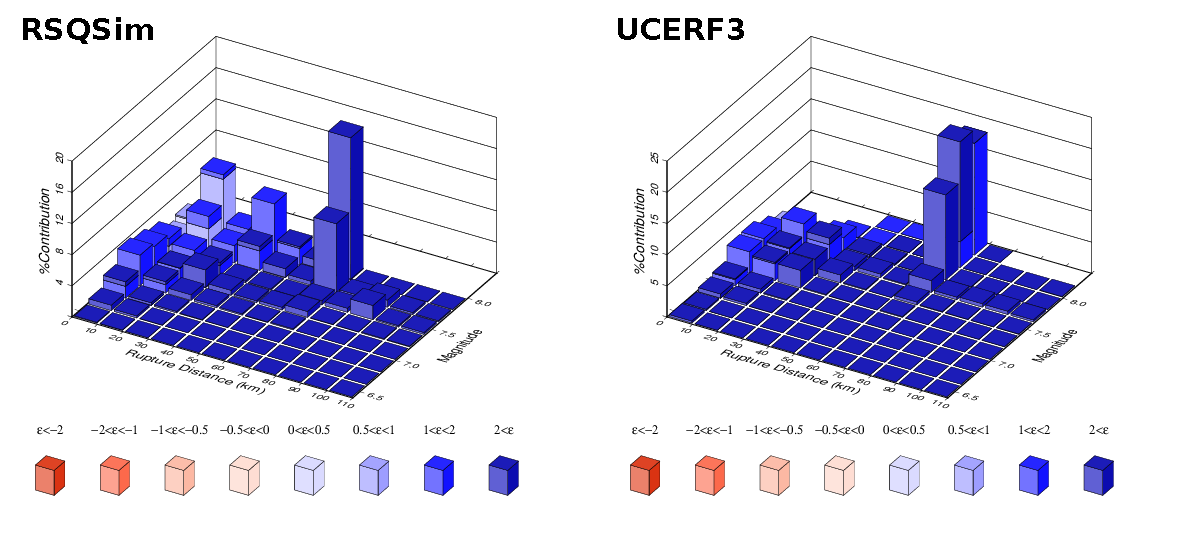 RSQSim
%Contribution
20
16
12
8
4
0
10
20
30
40
50
60
70
80
90
100
110
Rupture Distance (km)
6.5
7.0
7.5
8.0
Magnitude
ε<−2
−2<ε<−1
−1<ε<−0.5
−0.5<ε<0
0<ε<0.5
0.5<ε<1
1<ε<2
2<ε
UCERF3
%Contribution
25
20
15
10
5
0
10
20
30
40
50
60
70
80
90
100
110
Rupture Distance (km)
6.5
7.0
7.5
8.0
Magnitude
ε<−2
−2<ε<−1
−1<ε<−0.5
−0.5<ε<0
0<ε<0.5
0.5<ε<1
1<ε<2
2<ε